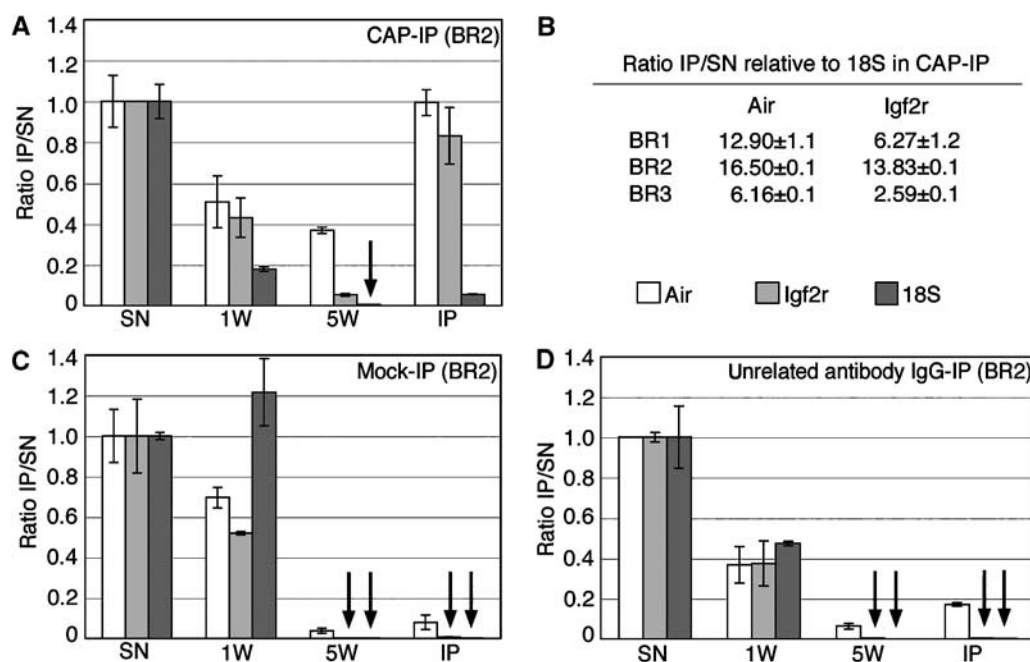 A
CAP-IP (BR2)
Ratio IP/SN
1.4
1.2
1.0
0.8
0.6
0.4
0.2
0
SN 1W 5W IP
B
Ratio IP/SN relative to 18S in CAP-IP
Air Igf2r
BR1 12.90±1.1 6.27±1.2
BR2 16.50±0.1 13.83±0.1
BR3 6.16±0.1 2.59±0.1
Air Igf2r 18S
C
Mock-IP (BR2)
Ratio IP/SN
1.4
1.2
1.0
0.8
0.6
0.4
0.2
0
SN 1W 5W IP
D
Unrelated antibody IgG-IP (BR2)
Ratio IP/SN
1.4
1.2
1.0
0.8
0.6
0.4
0.2
0
SN 1W 5W IP